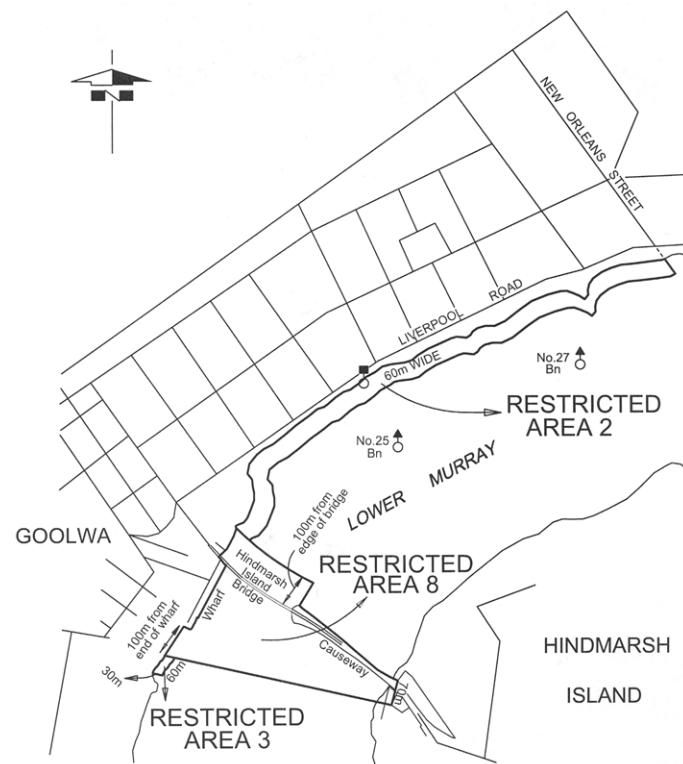 N
NEW ORLEANS STREET
LIVERPOOL ROAD
60m WIDE
No.27
Bn
RESTRICTED
AREA 2
No.25
Bn
LOWER MURRAY
GOOLWA
100m from
edge of bridge
Hindmarsh
Island
Bridge
RESTRICTED
AREA 8
Wharf
100m from
end of wharf
Causeway
HINDMARSH
ISLAND
30m
60m
70m
RESTRICTED
AREA 3